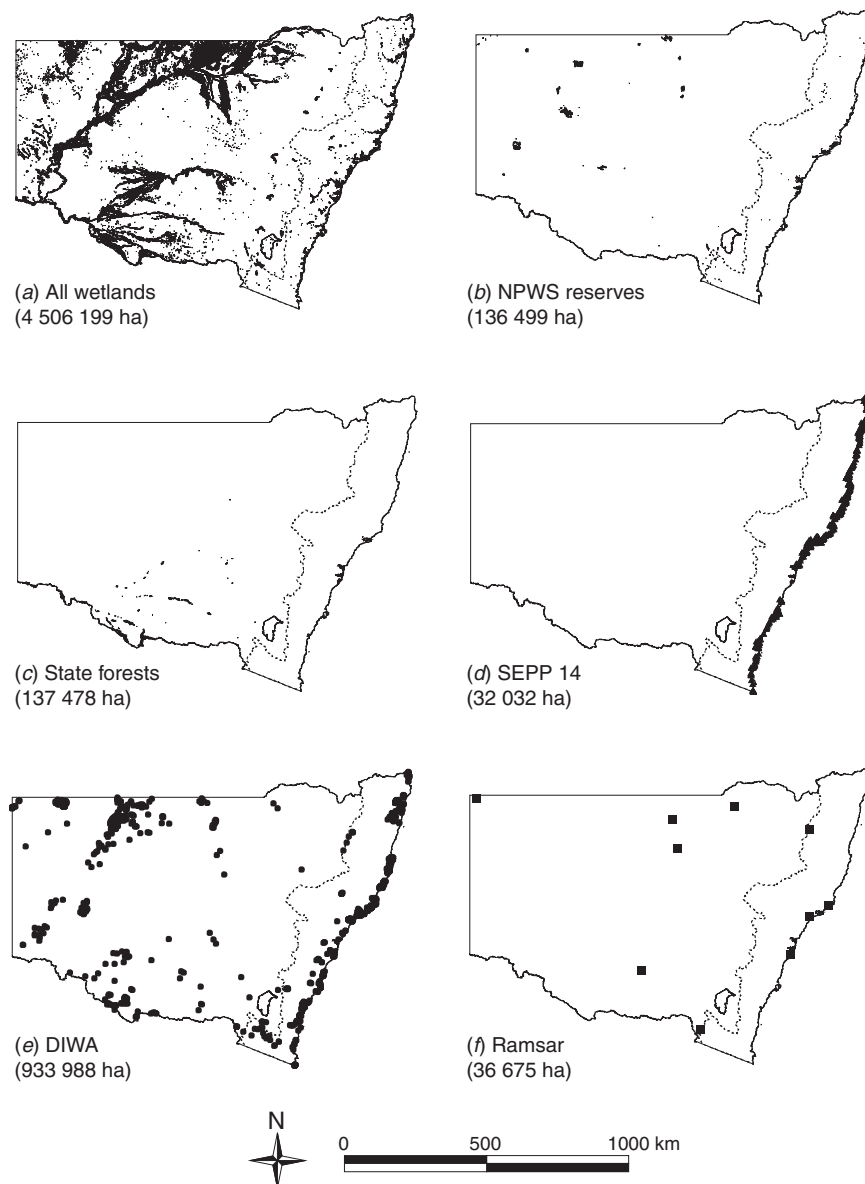 (a) All wetlands
(4 506 199 ha)
(b) NPWS reserves
(136 499 ha)
(c) State forests
(137 478 ha)
(d) SEPP 14
(32 032 ha)
(e) DIWA
(933 988 ha)
(f) Ramsar
(36 675 ha)
N
0 500 1000 km